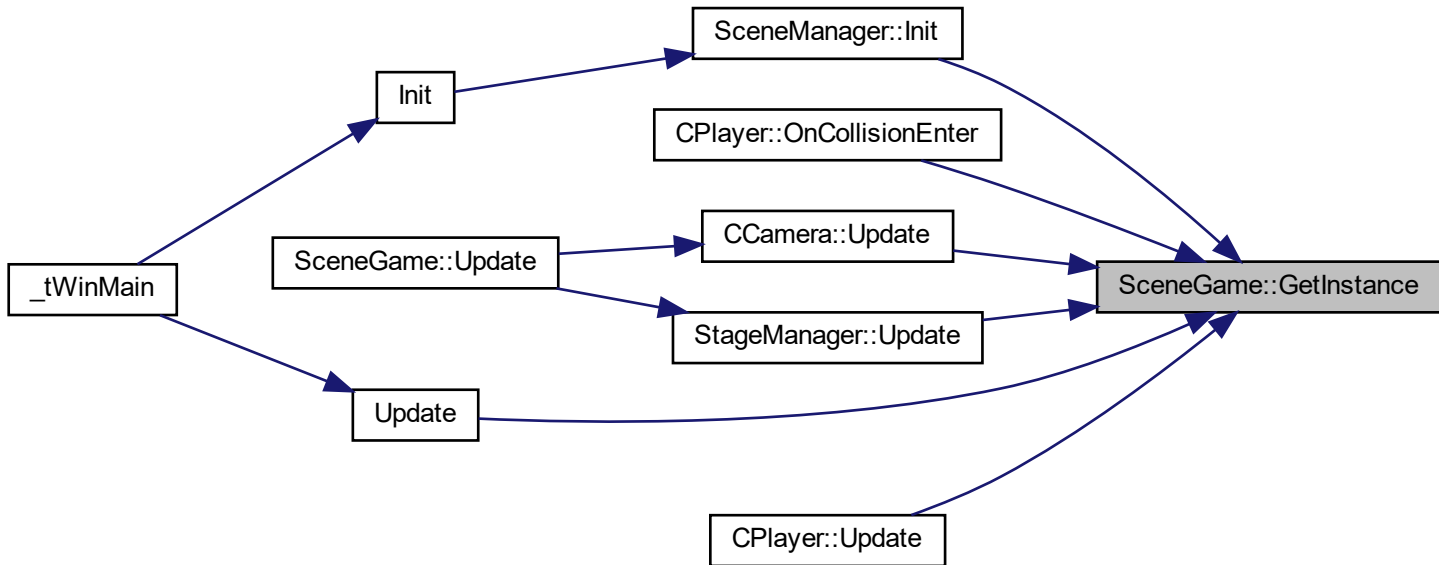 SceneManager::Init
Init
CPlayer::OnCollisionEnter
CCamera::Update
SceneGame::Update
SceneGame::GetInstance
_tWinMain
StageManager::Update
Update
CPlayer::Update